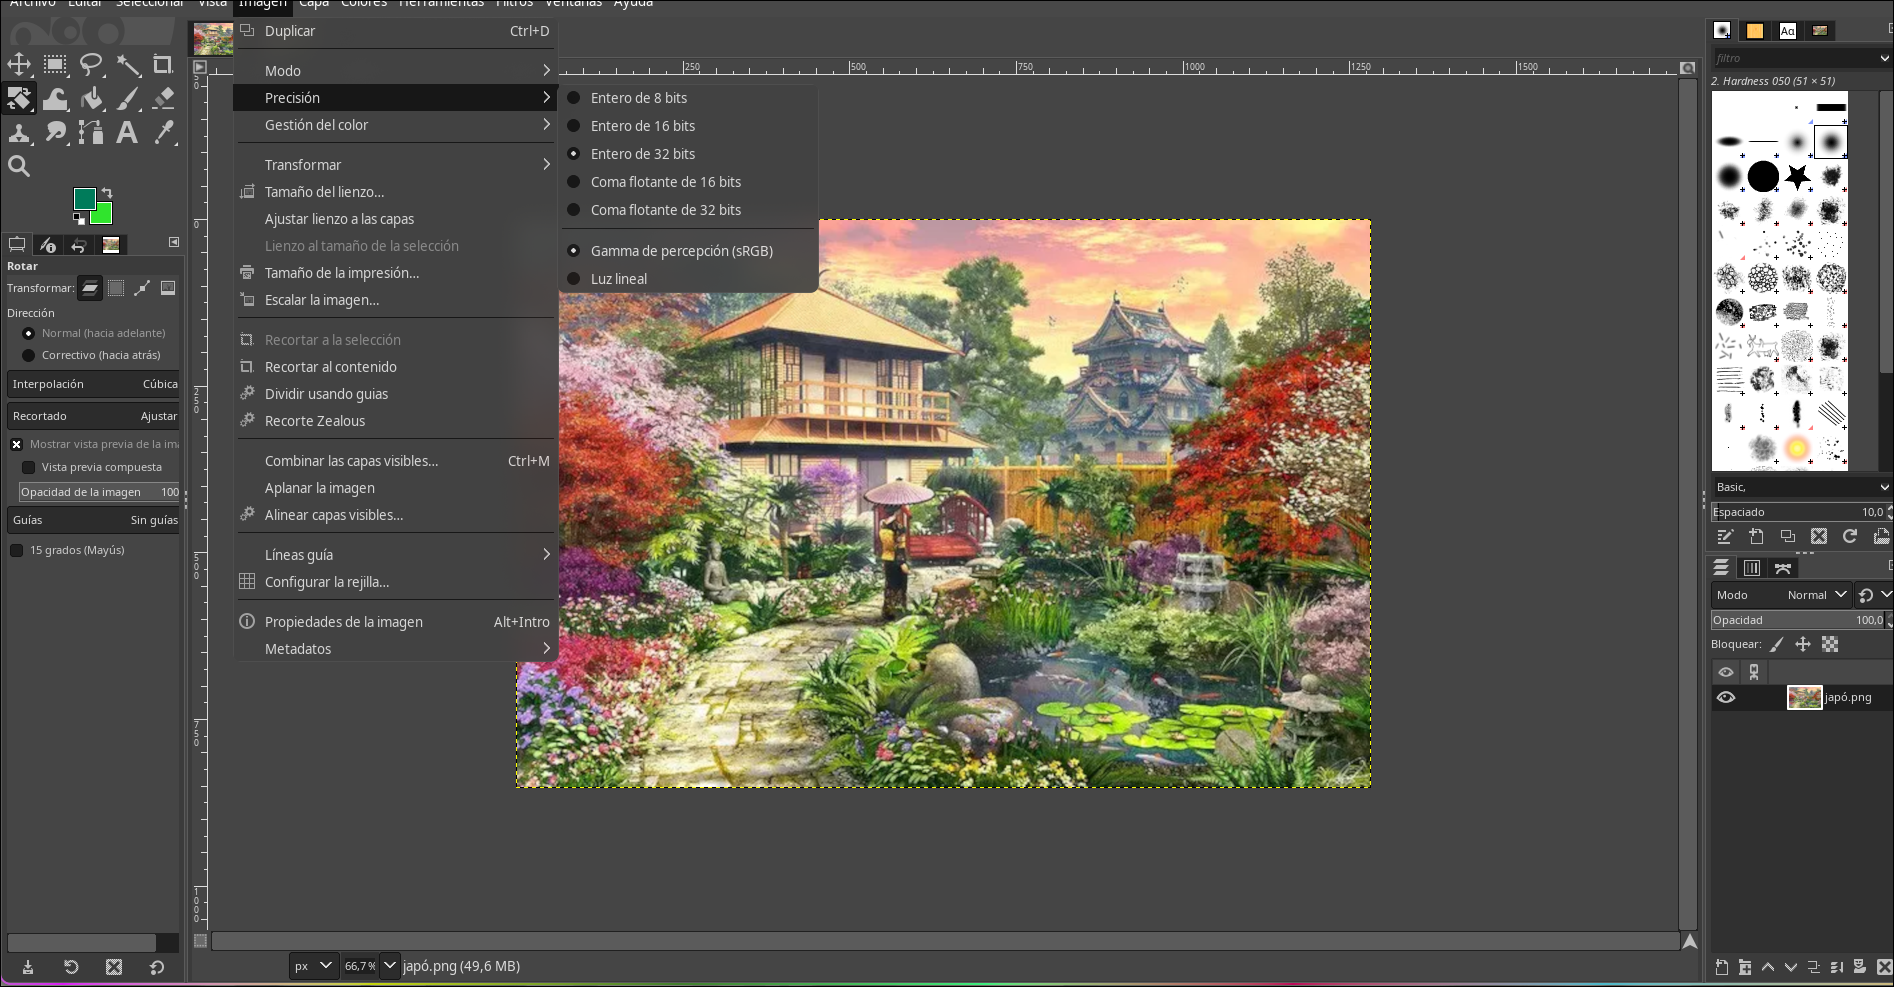 Archivo Editar Seleccionar Vista Imagen Capa Colores Herramientas Filtros Ventanas Ayuda
Duplicar Ctrl+D
Modo
Precisión
Gestión del color
Transformar
Tamaño del lienzo...
Ajustar lienzo a las capas
Lienzo al tamaño de la selección
Tamaño de la impresión...
Escalar la imagen...
Recortar a la selección
Recortar al contenido
Dividir usando guias
Recorte Zealous
Combinar las capas visibles... Ctrl+M
Aplanar la imagen
Alinear capas visibles...
Líneas guía
Configurar la rejilla...
Propiedades de la imagen Alt+Intro
Metadatos
Entero de 8 bits
Entero de 16 bits
Entero de 32 bits
Coma flotante de 16 bits
Coma flotante de 32 bits
Gamma de percepción (sRGB)
Luz lineal
250 500 750 1000 1250 1500
0
250
500
750
1000
Rotar
Transformar:
Dirección
Normal (hacia adelante)
Correctivo (hacia atrás)
Interpolación Cúbica
Recortado Ajustar
Mostrar vista previa de la ima
Vista previa compuesta
Opacidad de la imagen 100
Guías Sin guías
15 grados (Mayús)
px 66,7 % japó.png (49,6 MB)
Aa
filtro
2. Hardness 050 (51 × 51)
Basic,
Espaciado 10,0
Modo Normal
Opacidad 100,0
Bloquear:
japó.png